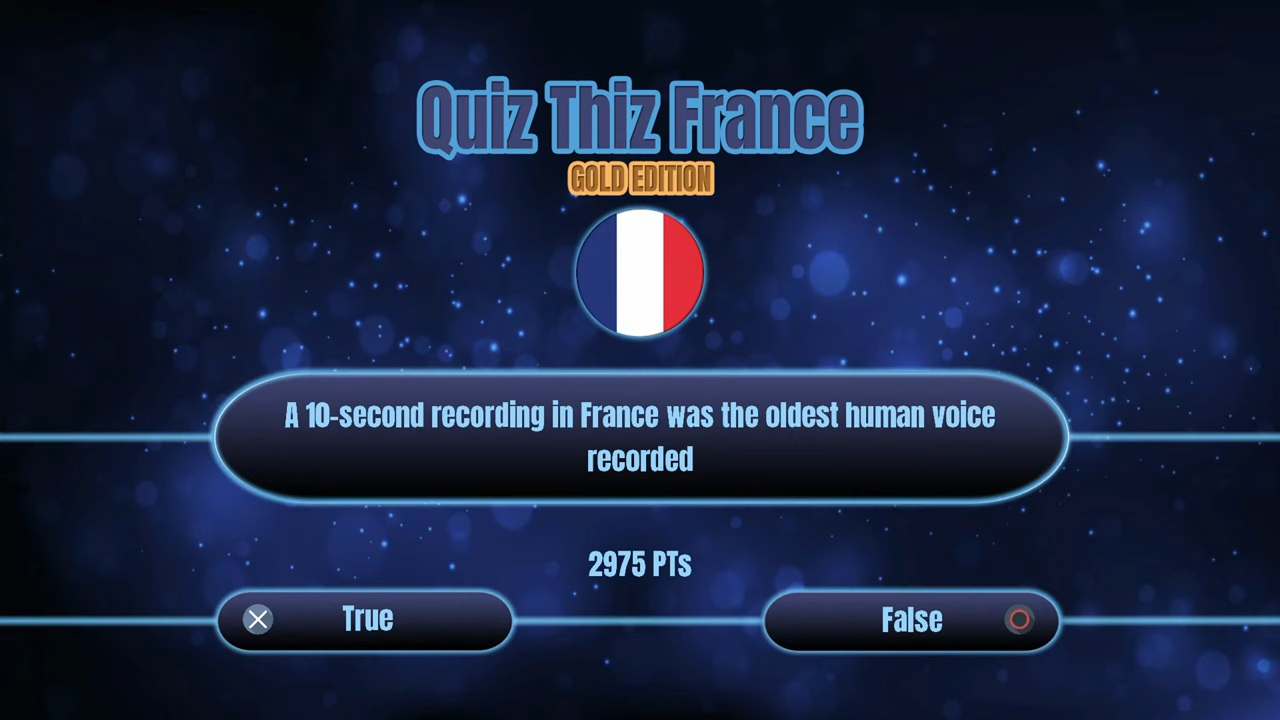 Quiz Thiz France
GOLD EDITION
A 10-second recording in France was the oldest human voice
recorded
2975 PTs
True
False